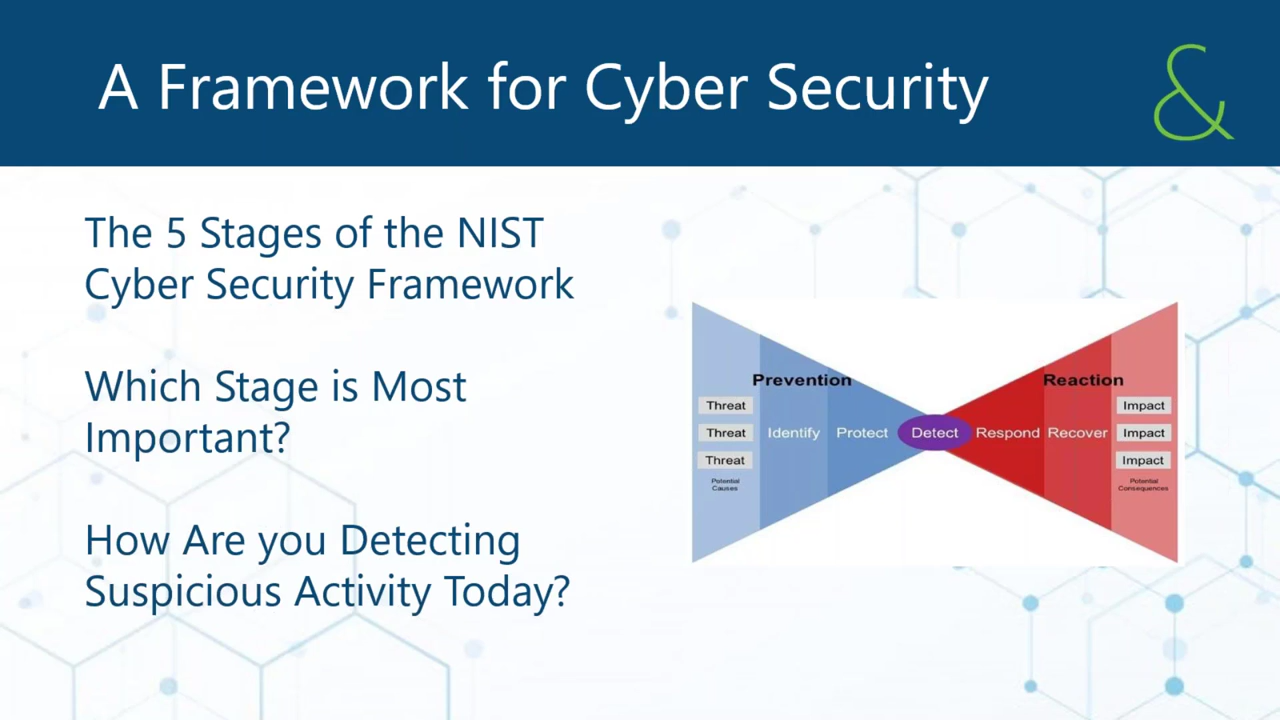 A Framework for Cyber Security
&
The 5 Stages of the NIST
Cyber Security Framework
Which Stage is Most
Important?
How Are you Detecting
Suspicious Activity Today?
Prevention
Reaction
Threat
Threat
Threat
Potential
Causes
Identify
Protect
Detect
Respond
Recover
Impact
Impact
Impact
Potential
Consequences